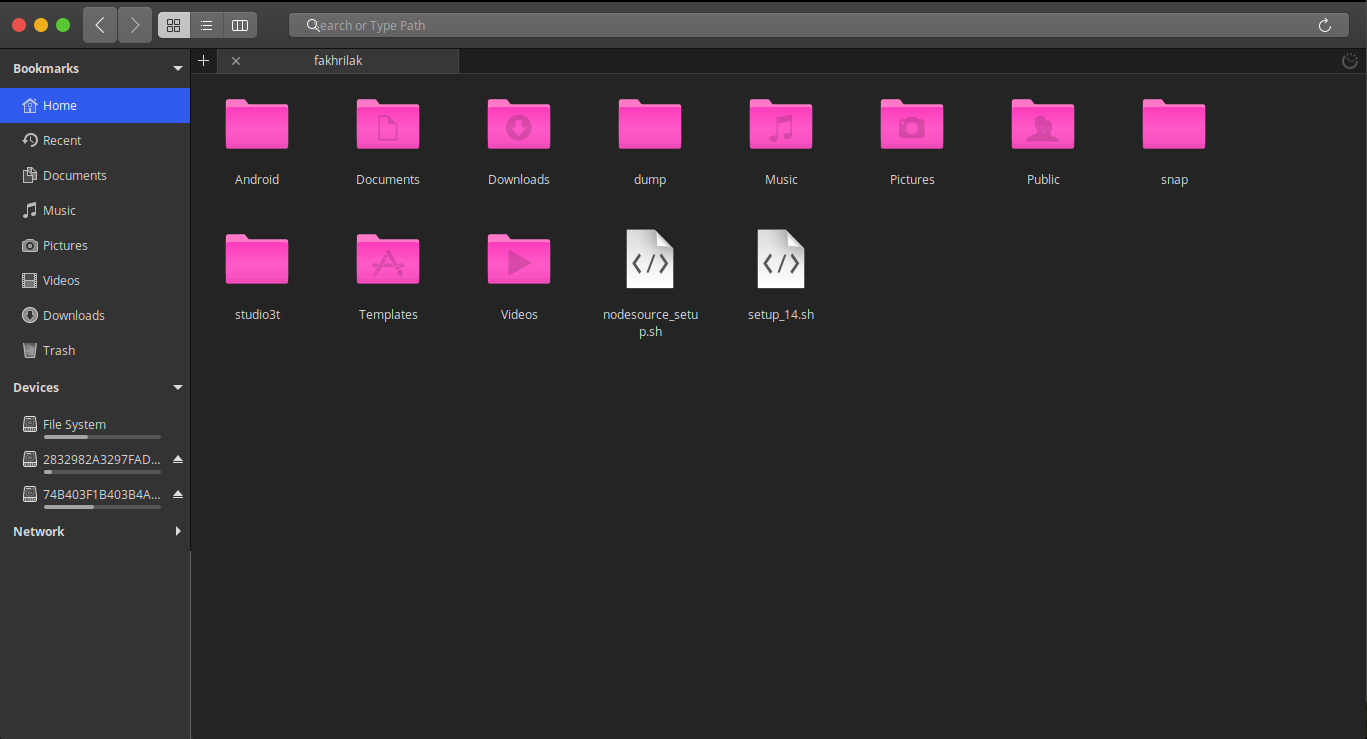 Search or Type Path
fakhrilak
Bookmarks
Home
Recent
Documents
Music
Pictures
Videos
Downloads
Trash
Devices
File System
2832982A3297FAD...
74B403F1B403B4A...
Network
Android
Documents
Downloads
dump
Music
Pictures
Public
snap
studio3t
Templates
Videos
nodesource_setu
p.sh
setup_14.sh